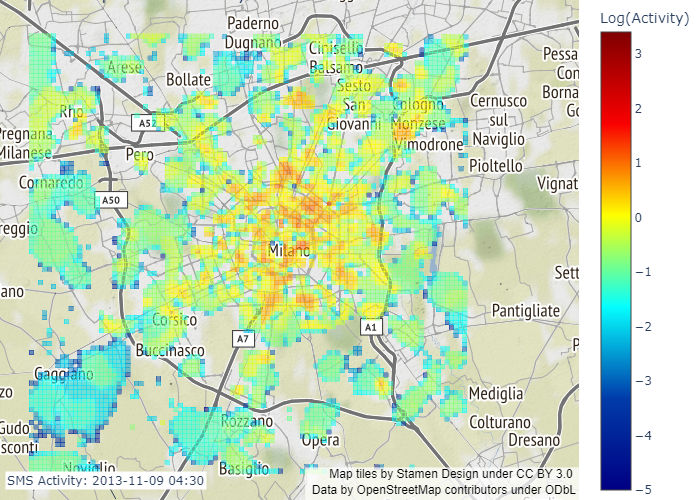 Log(Activity)
3
2
1
0
−1
−2
−3
−4
−5
Paderno
Dugnano
Cinisello
Balsamo
Arese
Bollate
Sesto
San
Giovanni
Cologno
Monzese
Vimodrone
Cernusco
sul
Naviglio
Pioltello
Pessa
Con
Borna
Rho
A52
Pregnana
Milanese
Pero
Cornaredo
A50
Vignat
reggio
Milano
Sett
ano
Pantigliate
Corsico
A7
A1
Buccinasco
Gaggiano
Mediglia
Colturano
Dresano
Rozzano
Opera
Gudo
sconti
Noviglio
Basiglio
SMS Activity: 2013-11-09 04:30
Map tiles by Stamen Design under CC BY 3.0
Data by OpenStreetMap contributors under ODbL